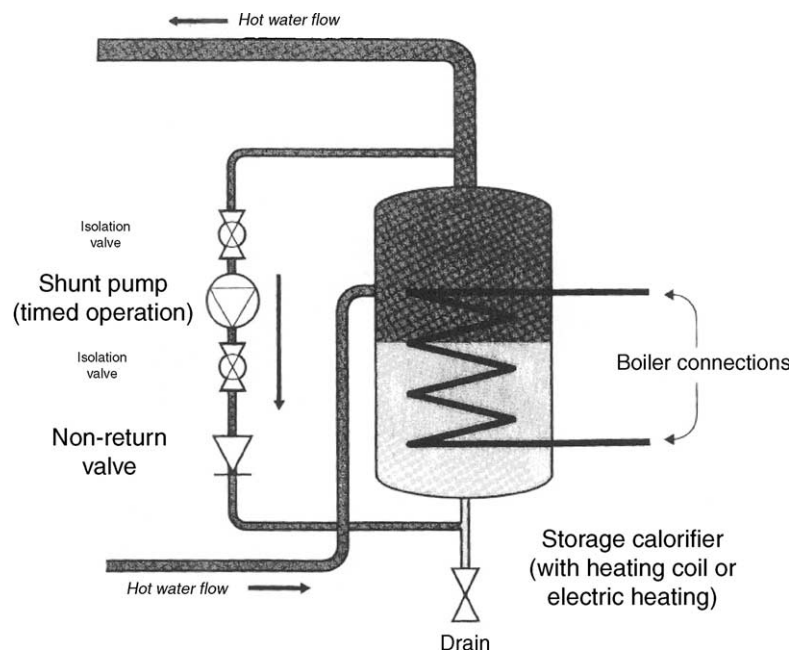 Hot water flow
Isolation
valve
Shunt pump
(timed operation)
Isolation
valve
Boiler connections
Non-return
valve
Storage calorifier
(with heating coil or
electric heating)
Hot water flow
Drain